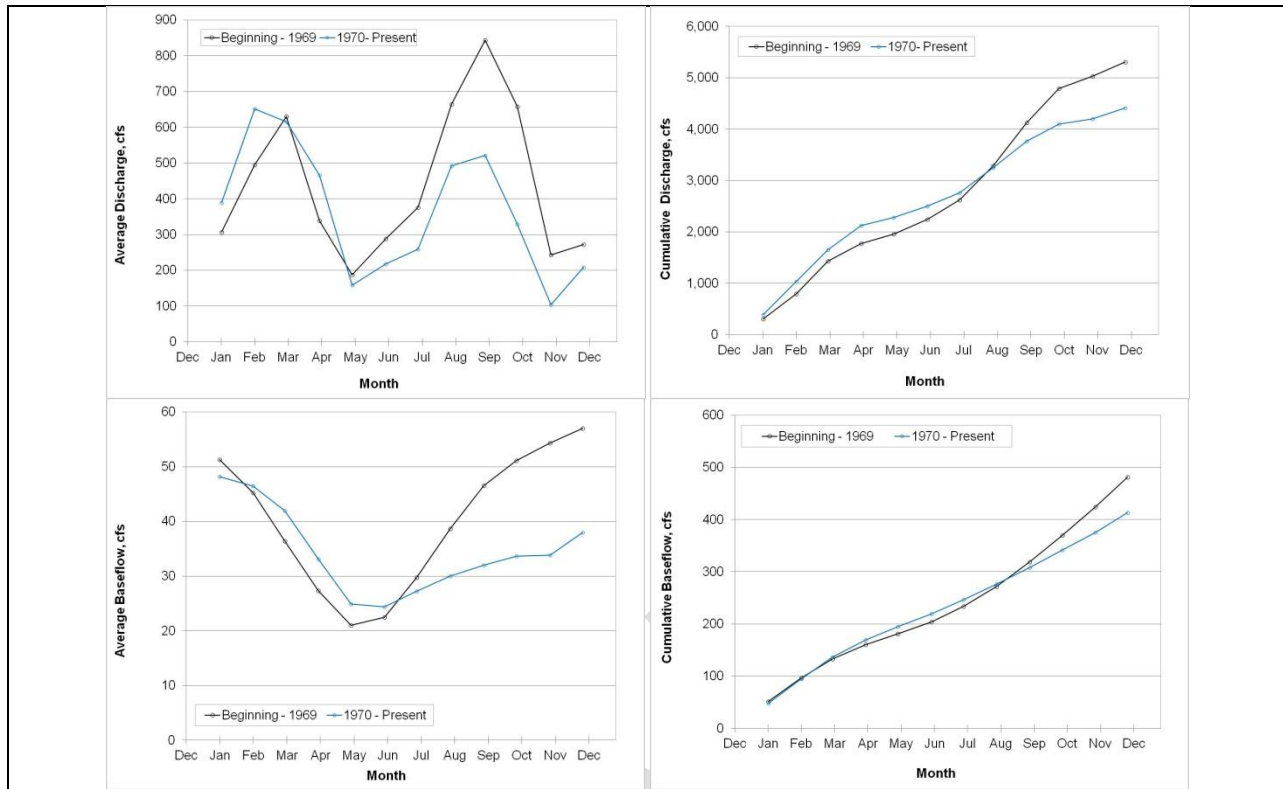 900
800
700
600
500
400
300
200
100
0
Average Discharge, cfs
Beginning - 1969 1970- Present
Dec Jan Feb Mar Apr May Jun Jul Aug Sep Oct Nov Dec
Month
6,000
5,000
4,000
3,000
2,000
1,000
0
Cumulative Discharge, cfs
Beginning - 1969 1970- Present
Dec Jan Feb Mar Apr May Jun Jul Aug Sep Oct Nov Dec
Month
60
50
40
30
20
10
0
Average Baseflow, cfs
Beginning - 1969 1970 - Present
Dec Jan Feb Mar Apr May Jun Jul Aug Sep Oct Nov Dec
Month
600
500
400
300
200
100
0
Cumulative Baseflow, cfs
Beginning - 1969 1970 - Present
Dec Jan Feb Mar Apr May Jun Jul Aug Sep Oct Nov Dec
Month